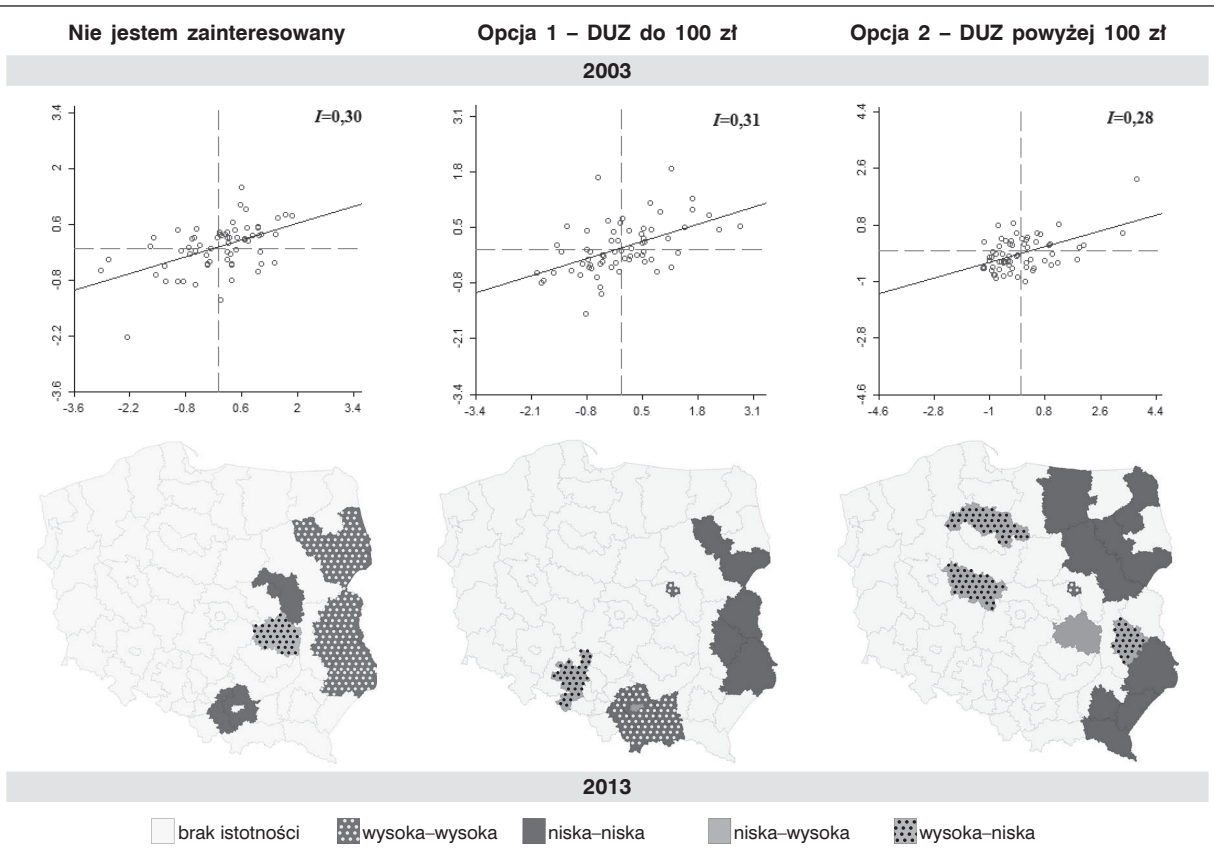 Nie jestem zainteresowany
Opcja 1 – DUZ do 100 zł
Opcja 2 – DUZ powyżej 100 zł
2003
3.4
2
0.6
-0.8
-2.2
-3.6
I=0,30
-3.6 -2.2 -0.8 0.6 2 3.4
3.1
1.8
0.5
-0.8
-2.1
-3.4
I=0,31
-3.4 -2.1 -0.8 0.5 1.8 3.1
4.4
2.6
0.8
-1
-2.8
-4.6
I=0,28
-4.6 -2.8 -1 0.8 2.6 4.4
2013
brak istotności
wysoka–wysoka
niska–niska
niska–wysoka
wysoka–niska